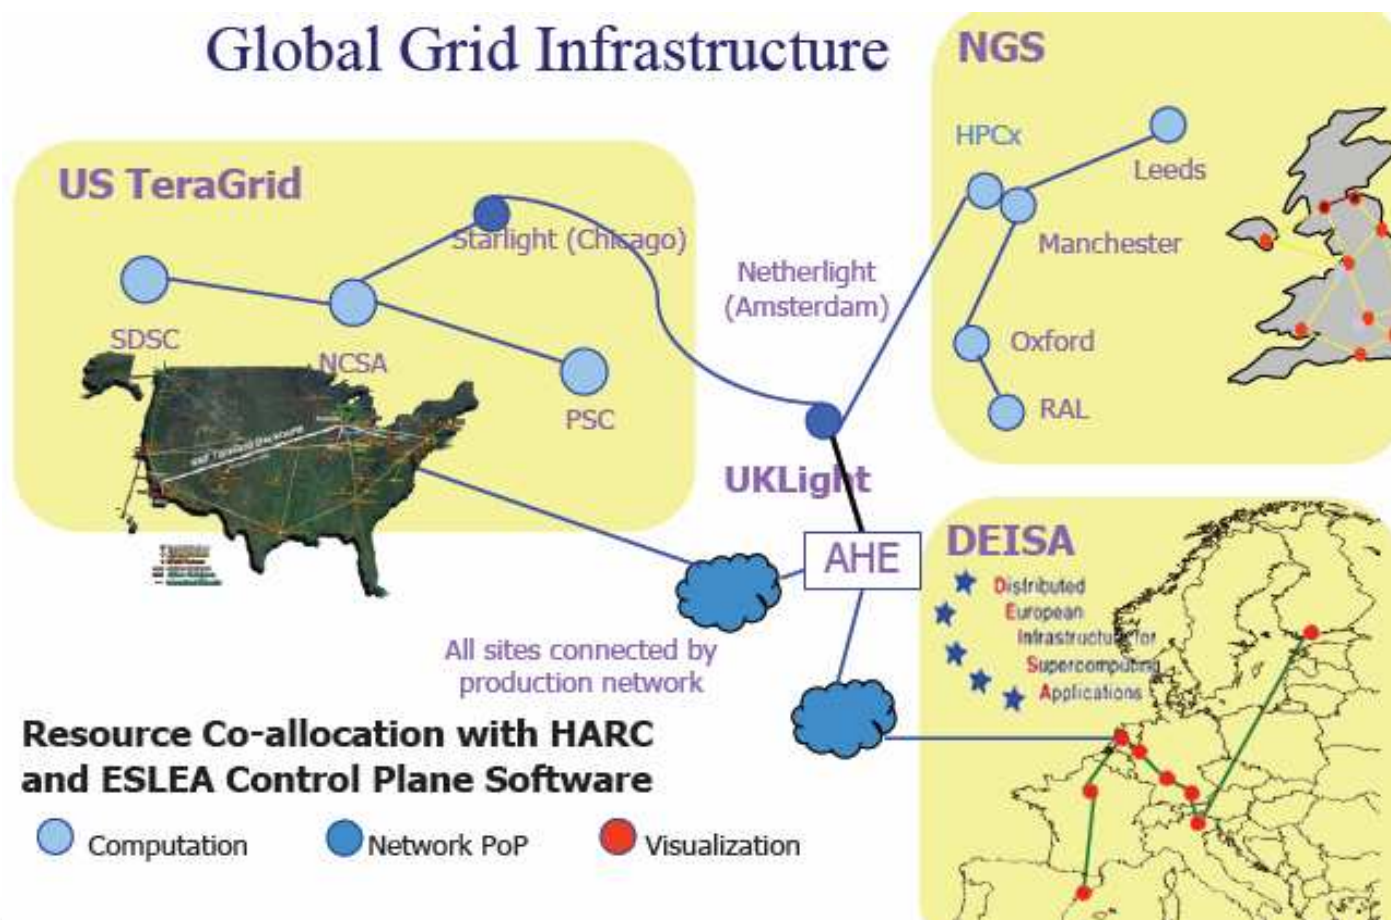 Global Grid Infrastructure
NGS
HPCx
Leeds
Manchester
Oxford
RAL
US TeraGrid
Starlight (Chicago)
SDSC
NCSA
PSC
Netherlight
(Amsterdam)
UKLight
AHE
DEISA
Distributed
European
Infrastructure for
Supercomputing
Applications
All sites connected by
production network
Resource Co-allocation with HARC
and ESLEA Control Plane Software
Computation
Network PoP
Visualization